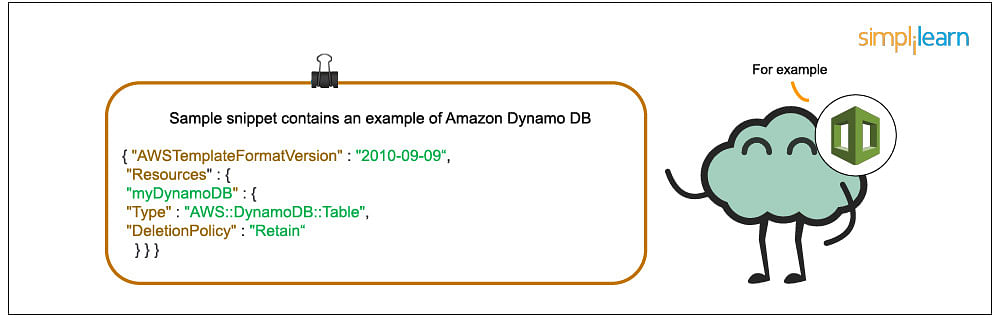 simplilearn
For example
Sample snippet contains an example of Amazon Dynamo DB
{ "AWSTemplateFormatVersion" : "2010-09-09“,
"Resources" : {
"myDynamoDB" : {
"Type" : "AWS::DynamoDB::Table",
"DeletionPolicy" : "Retain“
} } }